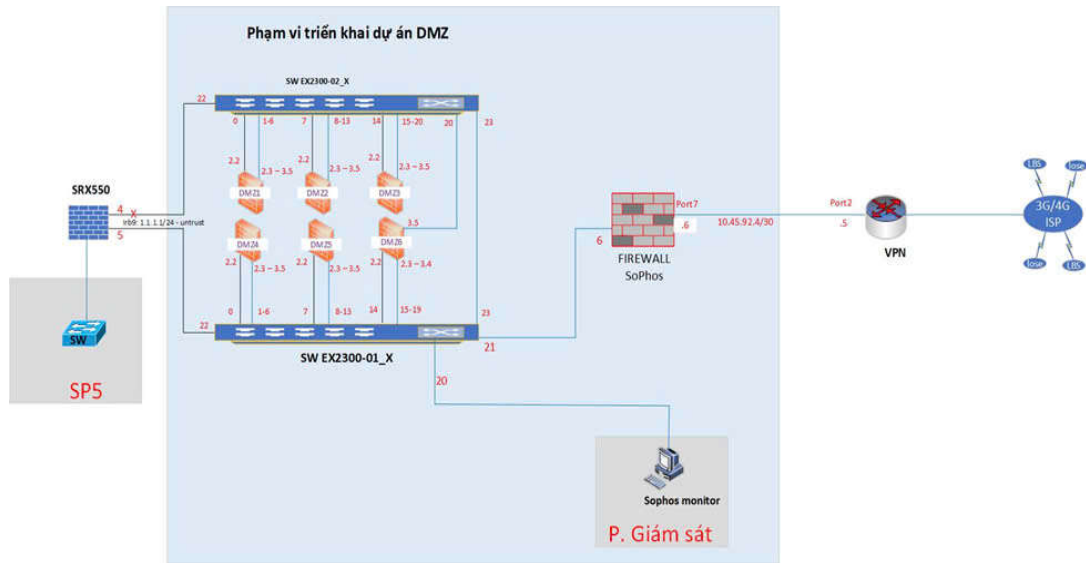 Phạm vi triển khai dự án DMZ
SW EX2300-02_X
22
0
1-6
7
8-13
14
15-20
20
23
2.2
2.3 – 3.5
2.2
2.3 – 3.5
2.2
2.3 – 3.5
DMZ1
DMZ2
DMZ3
SRX550
4 X
irb9: 1.1.1.1/24 - untrust
5
DMZ4
DMZ5
DMZ6
3.5
2.2
2.3 – 3.5
2.2
2.3 – 3.5
2.2
2.3 – 3.4
0
1-6
7
8-13
14
15-19
23
22
SW EX2300-01_X
21
20
SW
SP5
6
Port7
.6
FIREWALL
SoPhos
10.45.92.4/30
Port2
.5
VPN
LBS
Iose
3G/4G
ISP
Iose
LBS
Sophos monitor
P. Giám sát